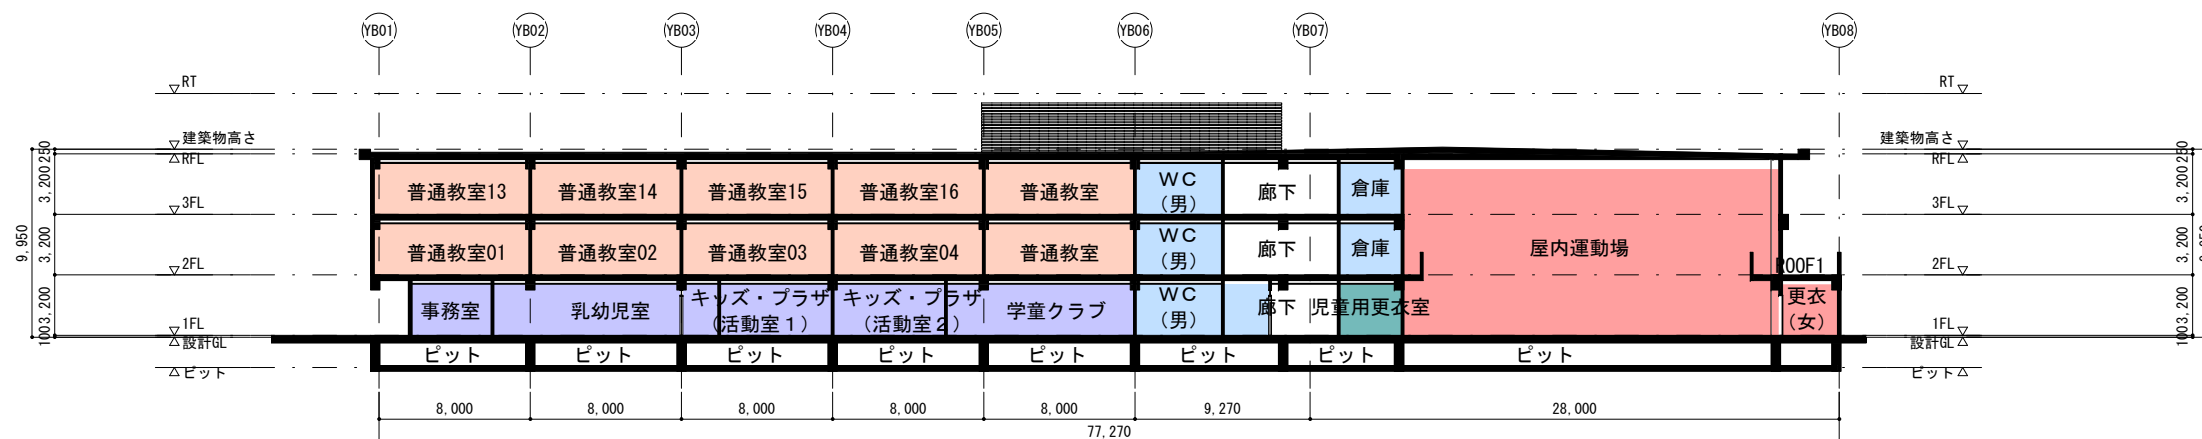 YB01 YB02 YB03 YB04 YB05 YB06 YB07 YB08
RT RT
建築物高さ 建築物高さ
250 RFL RFL 250
普通教室13 普通教室14 普通教室15 普通教室16 普通教室 WC 廊下 倉庫
(男)
3,200 3,200
3FL 3FL
9,950 3,200 3,200
普通教室01 普通教室02 普通教室03 普通教室04 普通教室 WC 廊下 倉庫 屋内運動場
(男)
2FL ROOF1 2FL
事務室 乳幼児室 キッズ・プラザ キッズ・プラザ 学童クラブ WC 廊下 児童用更衣室 更衣
(活動室1) (活動室2) (男) (女)
3,200 3,200
1FL 1FL
100 設計GL 設計GL 100
ピット ピット ピット ピット ピット ピット ピット ピット
ピット ピット
8,000 8,000 8,000 8,000 8,000 9,270 28,000
77,270